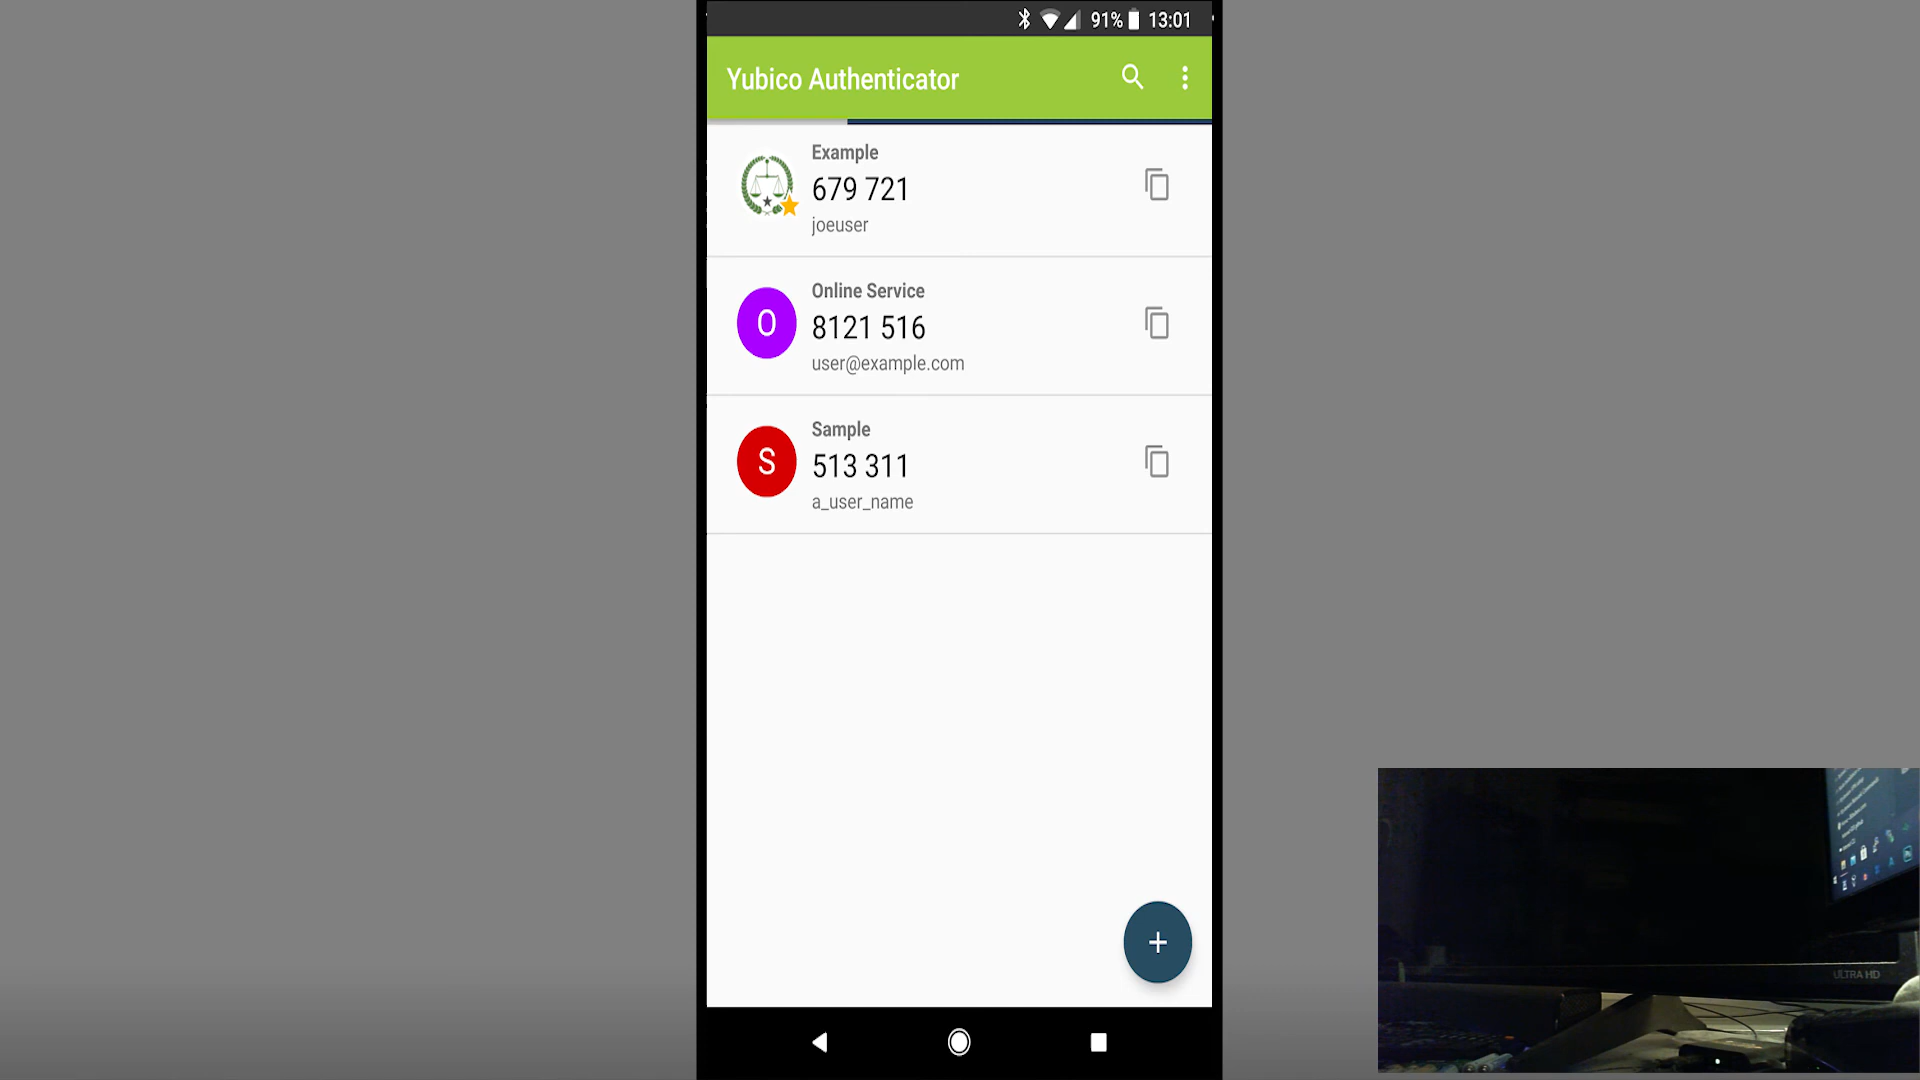 91% 13:01
Yubico Authenticator
Example
679 721
joeuser
O
Online Service
8121 516
user@example.com
S
Sample
513 311
a_user_name
+
ULTRA HD